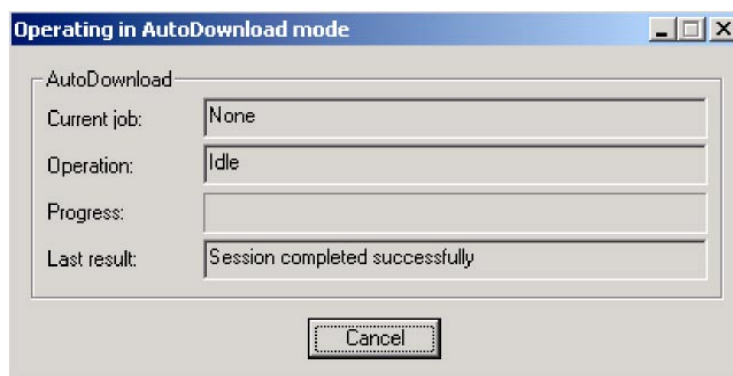 Operating in AutoDownload mode
AutoDownload
Current job: None
Operation: Idle
Progress:
Last result: Session completed successfully
Cancel